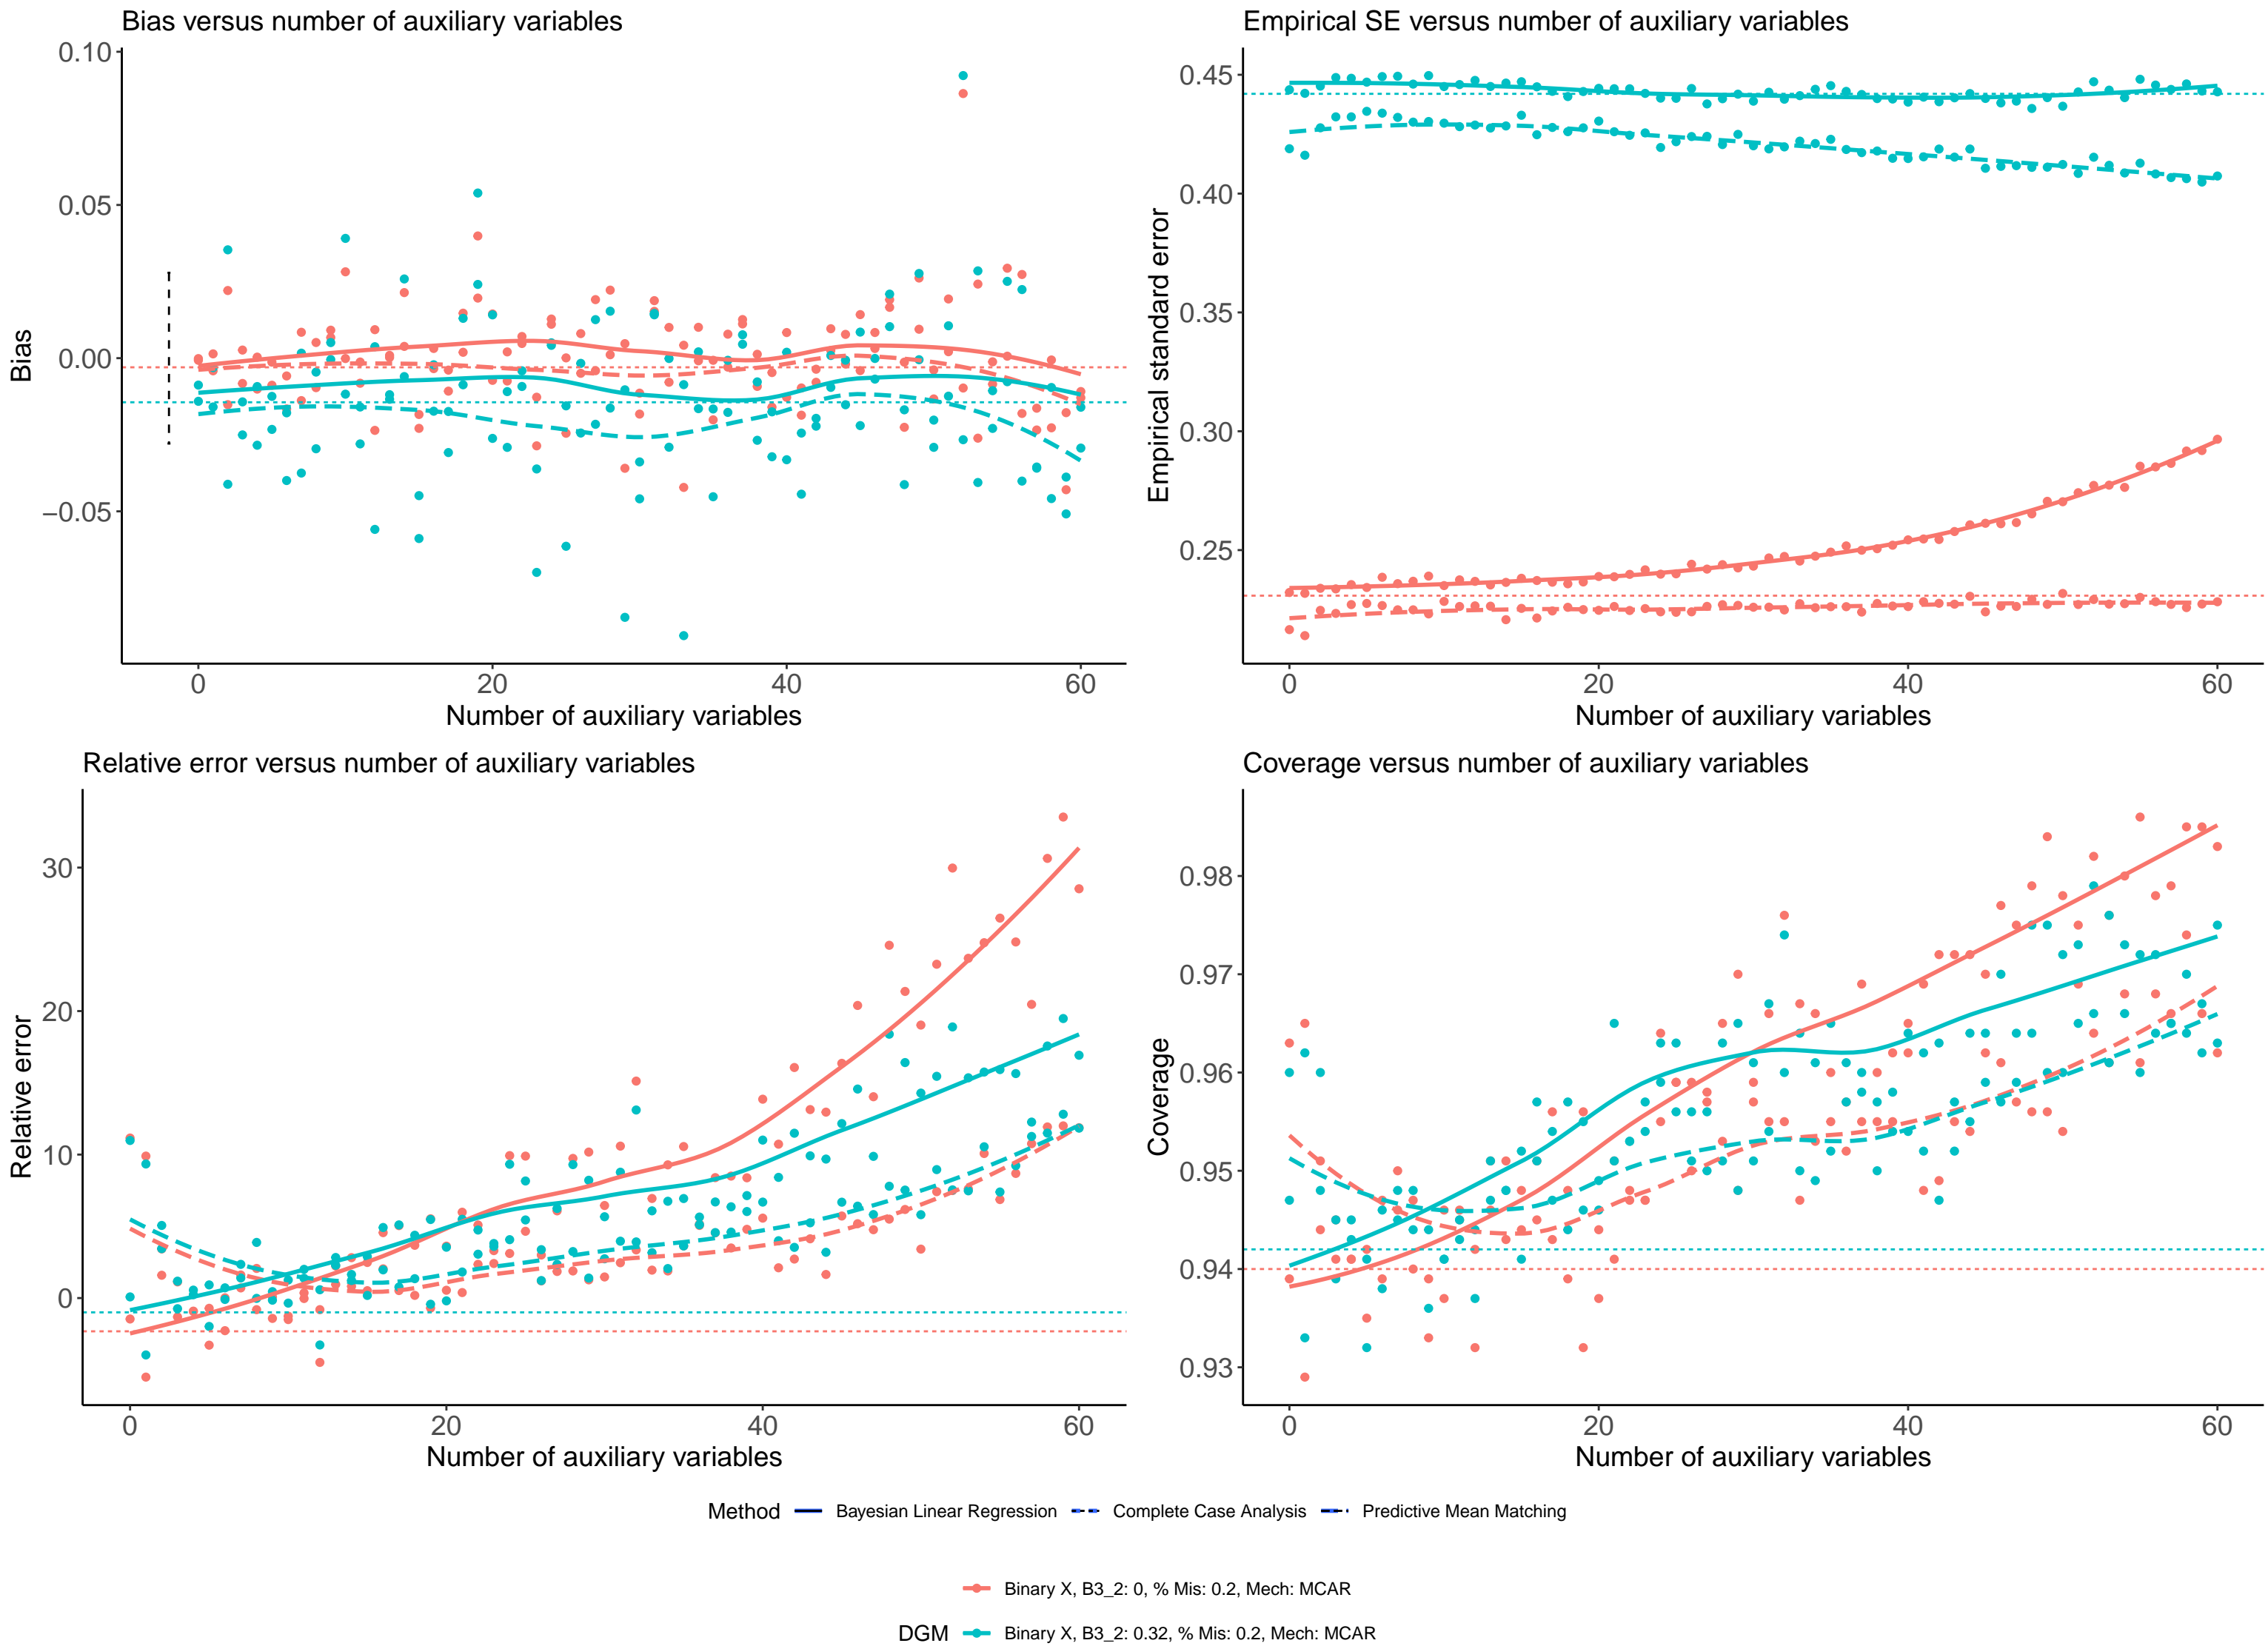 Bias versus number of auxiliary variables
0.10
0.05
0.00
−0.05
Bias
0 20 40 60
Number of auxiliary variables
Empirical SE versus number of auxiliary variables
0.45
0.40
0.35
0.30
0.25
Empirical standard error
0 20 40 60
Number of auxiliary variables
Relative error versus number of auxiliary variables
30
20
10
0
Relative error
0 20 40 60
Number of auxiliary variables
Coverage versus number of auxiliary variables
0.98
0.97
0.96
0.95
0.94
0.93
Coverage
0 20 40 60
Number of auxiliary variables
Method Bayesian Linear Regression Complete Case Analysis Predictive Mean Matching
Binary X, B3_2: 0, % Mis: 0.2, Mech: MCAR
DGM Binary X, B3_2: 0.32, % Mis: 0.2, Mech: MCAR